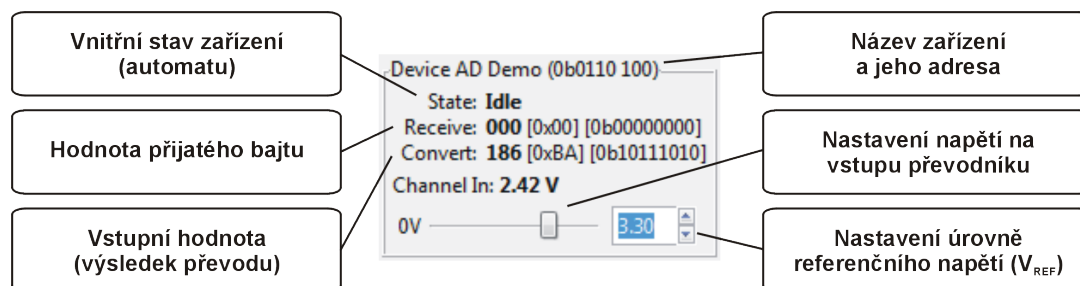 Vnitřní stav zařízení
(automatu)
Hodnota přijatého bajtu
Vstupní hodnota
(výsledek převodu)
Device AD Demo (0b0110 100)
State: Idle
Receive: 000 [0x00] [0b00000000]
Convert: 186 [0xBA] [0b10111010]
Channel In: 2.42 V
0V
3.30
Název zařízení
a jeho adresa
Nastavení napětí na
vstupu převodníku
Nastavení úrovně
referenčního napětí (VREF)